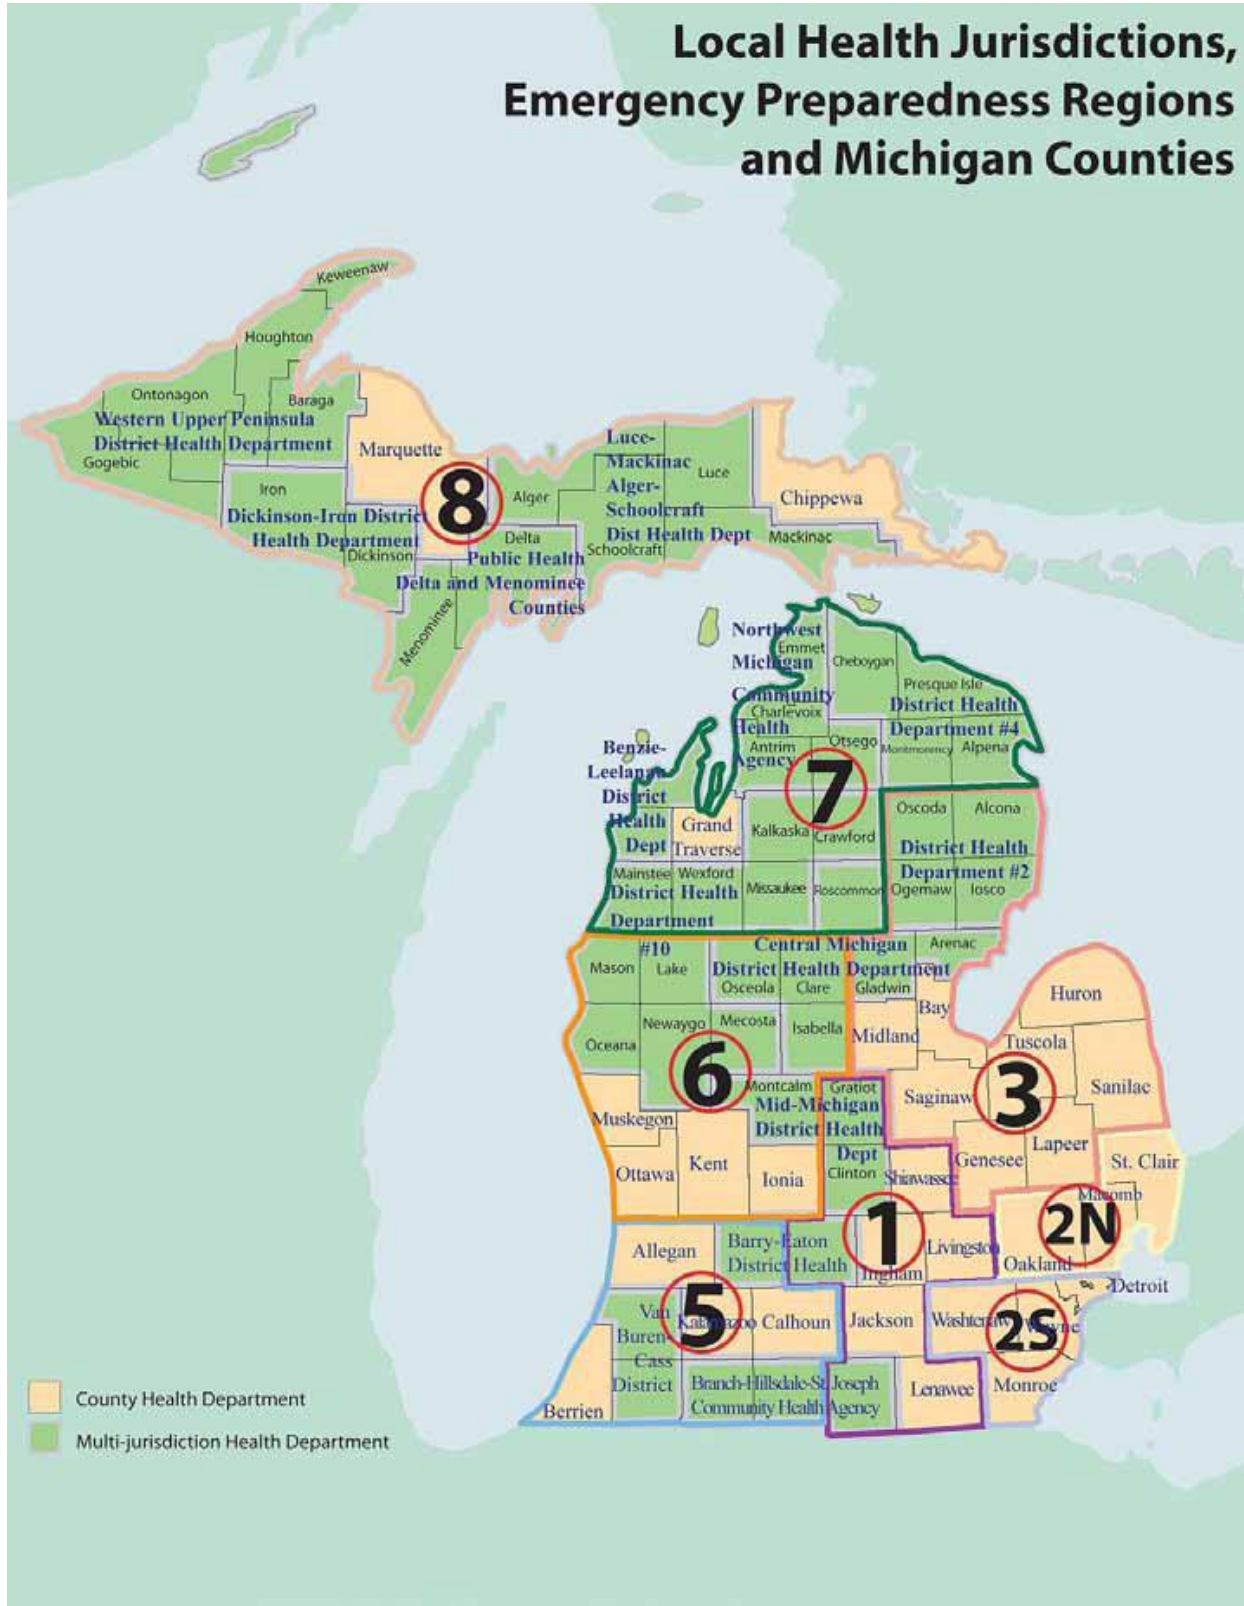 Local Health Jurisdictions,
Emergency Preparedness Regions
and Michigan Counties
Keweenaw
Houghton
Ontonagon
Baraga
Western Upper Peninsula
District Health Department
Gogebic
Marquette
Iron
Dickinson-Iron District
Health Department
Dickinson
8
Alger
Luce-
Mackinac
Alger-
Schoolcraft
Dist Health Dept
Luce
Chippewa
Mackinac
Schoolcraft
Delta
Public Health
Delta and Menominee
Counties
Menominee
Northwest
Michigan
Community
Health
Agency
Emmet
Cheboygan
Presque Isle
Charlevoix
District Health
Department #4
Antrim
Otsego
Montmorency
Alpena
Benzie-
Leelanau
District
Health
Dept
7
Grand
Traverse
Kalkaska
Crawford
Oscoda
Alcona
District Health
Department #2
Ogemaw
Iosco
Mainstee
Wexford
Missaukee
Roscommon
District Health
Department
#10
Central Michigan
District Health Department
Arenac
Mason
Lake
Osceola
Clare
Gladwin
Huron
Bay
Newaygo
Mecosta
Isabella
Midland
Oceana
Tuscola
6
3
Sanilac
Montcalm
Gratiot
Saginaw
Mid-Michigan
District Health
Dept
Muskegon
Lapeer
Genesee
St. Clair
Ottawa
Kent
Ionia
Clinton
Shiawassee
Macomb
1
2N
Allegan
Barry-Eaton
District Health
Livingston
Ingham
Oakland
Detroit
5
Van
Buren-
Cass
District
Kalamazoo
Calhoun
Jackson
Washtenaw
Wayne
2S
Branch-Hillsdale-St. Joseph
Community Health Agency
Lenawee
Monroe
Berrien
County Health Department
Multi-jurisdiction Health Department